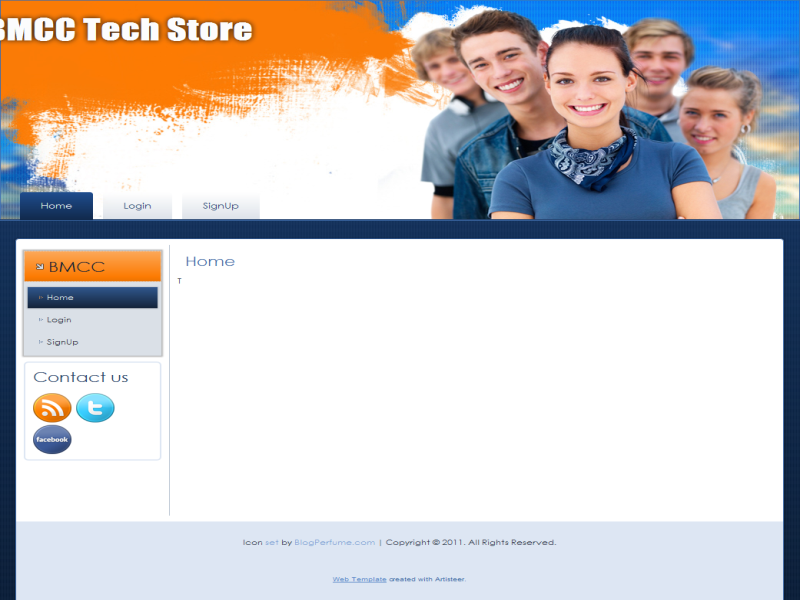 BMCC Tech Store
Home Login SignUp
BMCC
Home
Login
SignUp
Home
T
Contact us
facebook
Icon set by BlogPerfume.com | Copyright © 2011. All Rights Reserved.
Web Template created with Artisteer.